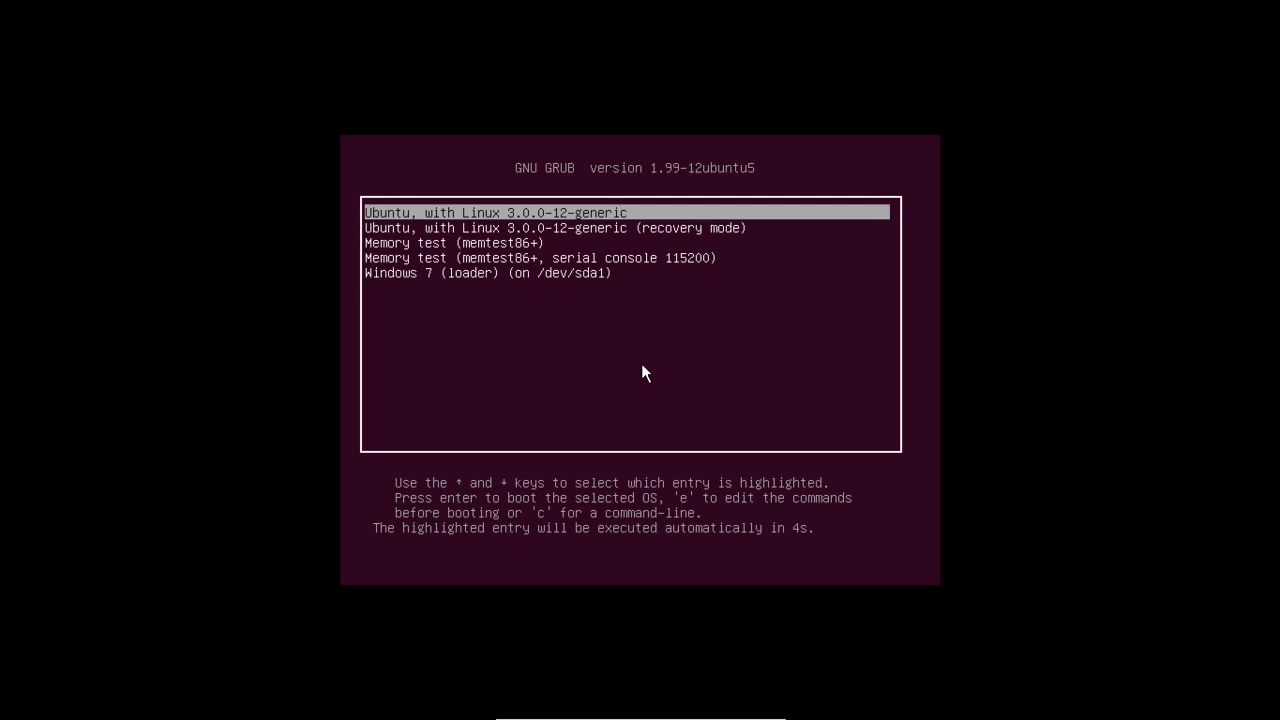 GNU GRUB  version 1.99-12ubuntu5
Ubuntu, with Linux 3.0.0-12-generic
Ubuntu, with Linux 3.0.0-12-generic (recovery mode)
Memory test (memtest86+)
Memory test (memtest86+, serial console 115200)
Windows 7 (loader) (on /dev/sda1)
Use the ↑ and ↓ keys to select which entry is highlighted.
Press enter to boot the selected OS, 'e' to edit the commands
before booting or 'c' for a command-line.
The highlighted entry will be executed automatically in 4s.